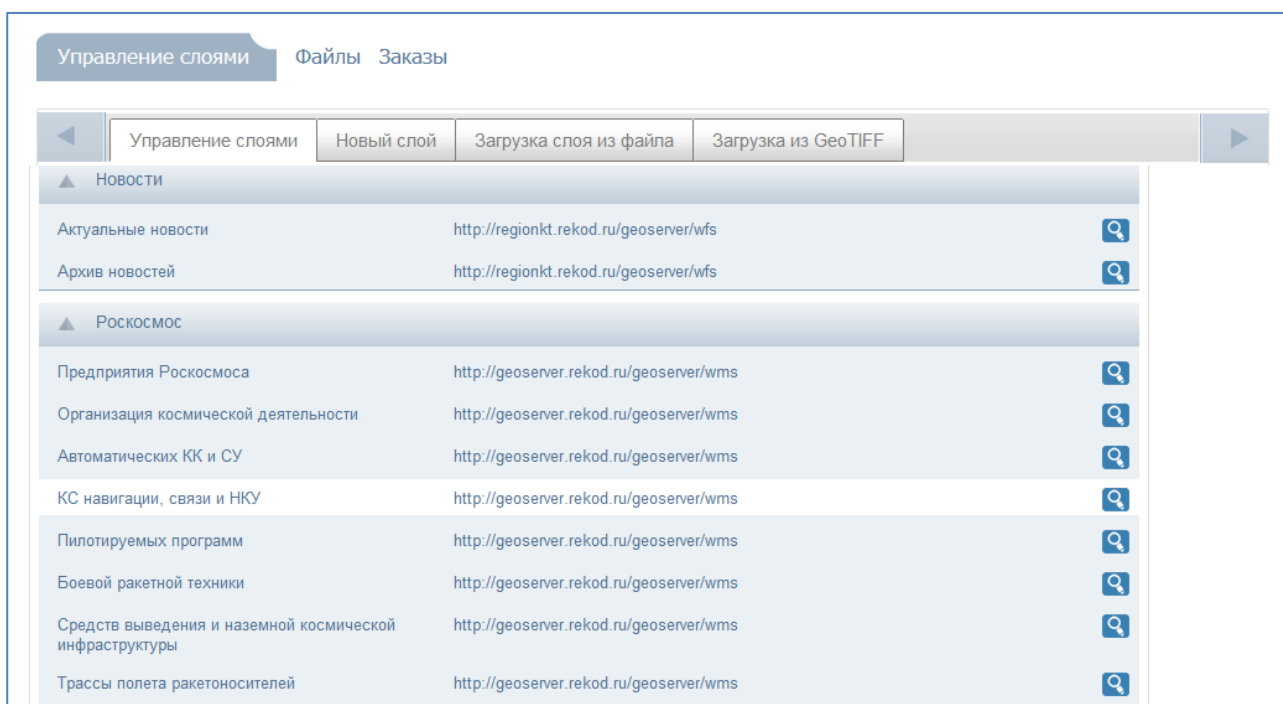 Управление слоями Файлы Заказы
Управление слоями Новый слой Загрузка слоя из файла Загрузка из GeoTIFF
Новости
Актуальные новости http://regionkt.rekod.ru/geoserver/wfs
Архив новостей http://regionkt.rekod.ru/geoserver/wfs
Роскосмос
Предприятия Роскосмоса http://geoserver.rekod.ru/geoserver/wms
Организация космической деятельности http://geoserver.rekod.ru/geoserver/wms
Автоматических КК и СУ http://geoserver.rekod.ru/geoserver/wms
КС навигации, связи и НКУ http://geoserver.rekod.ru/geoserver/wms
Пилотируемых программ http://geoserver.rekod.ru/geoserver/wms
Боевой ракетной техники http://geoserver.rekod.ru/geoserver/wms
Средств выведения и наземной космической http://geoserver.rekod.ru/geoserver/wms
инфраструктуры
Трассы полета ракетоносителей http://geoserver.rekod.ru/geoserver/wms